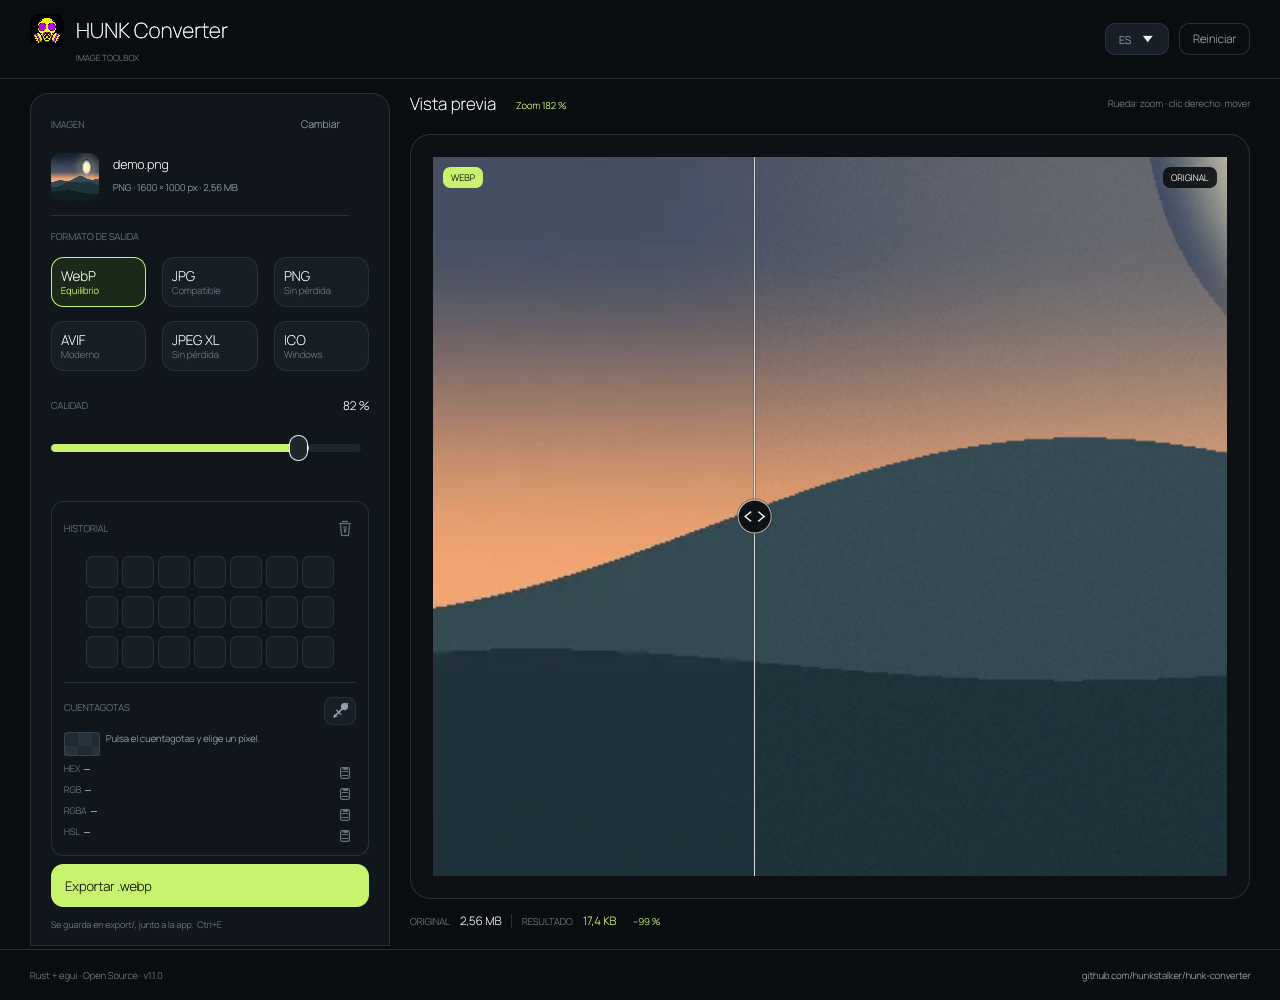 HUNK Converter
IMAGE TOOLBOX
ES
Reiniciar
IMAGEN
Cambiar
demo.png
PNG · 1600 × 1000 px · 2,56 MB
FORMATO DE SALIDA
WebP
Equilibrio
JPG
Compatible
PNG
Sin pérdida
AVIF
Moderno
JPEG XL
Sin pérdida
ICO
Windows
CALIDAD
82 %
HISTORIAL
CUENTAGOTAS
Pulsa el cuentagotas y elige un píxel.
HEX —
RGB —
RGBA —
HSL —
Exportar .webp
Se guarda en export/, junto a la app. Ctrl+E
Vista previa
Zoom 182 %
Rueda: zoom · clic derecho: mover
WEBP
ORIGINAL
ORIGINAL 2,56 MB
RESULTADO 17,4 KB −99 %
Rust + egui · Open Source · v1.1.0
github.com/hunkstalker/hunk-converter